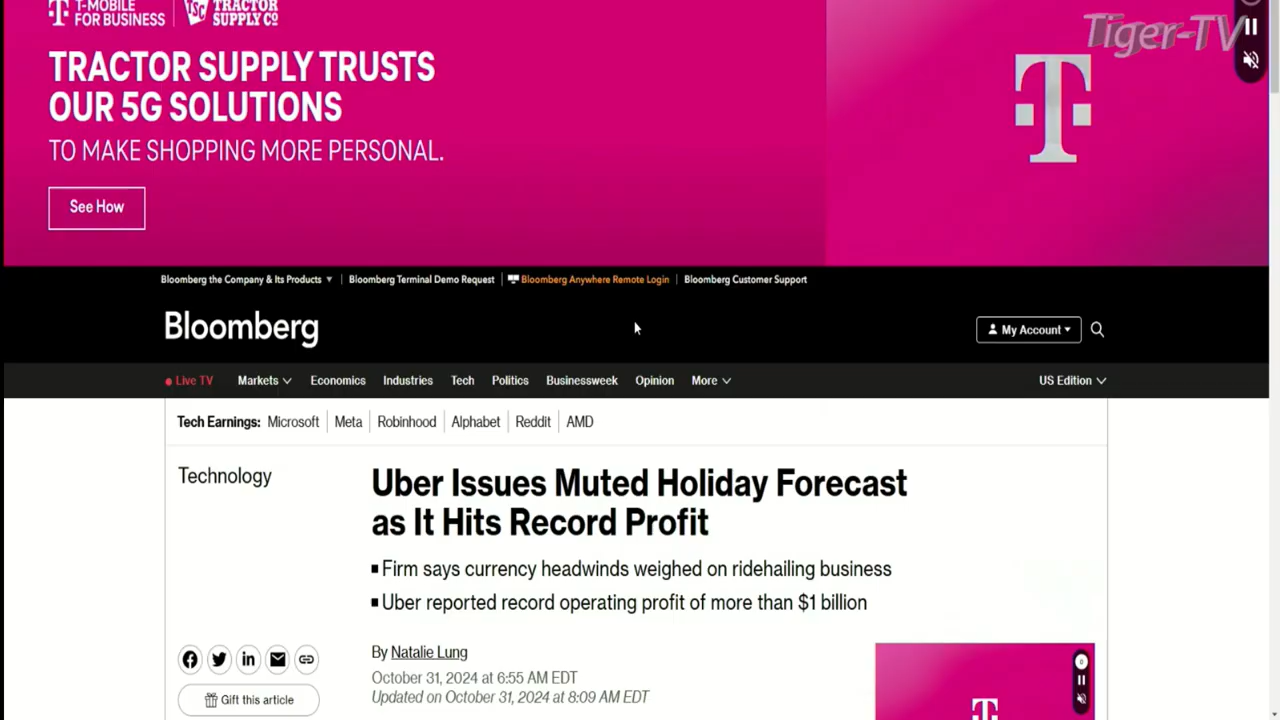 T-MOBILE
FOR BUSINESS
TSC
TRACTOR
SUPPLY CO
Tiger-TV
TRACTOR SUPPLY TRUSTS
OUR 5G SOLUTIONS
TO MAKE SHOPPING MORE PERSONAL.
See How
Bloomberg the Company & Its Products
Bloomberg Terminal Demo Request
Bloomberg Anywhere Remote Login
Bloomberg Customer Support
Bloomberg
My Account
Live TV
Markets
Economics
Industries
Tech
Politics
Businessweek
Opinion
More
US Edition
Tech Earnings:
Microsoft
Meta
Robinhood
Alphabet
Reddit
AMD
Technology
Uber Issues Muted Holiday Forecast
as It Hits Record Profit
Firm says currency headwinds weighed on ridehailing business
Uber reported record operating profit of more than $1 billion
By Natalie Lung
October 31, 2024 at 6:55 AM EDT
Updated on October 31, 2024 at 8:09 AM EDT
Gift this article